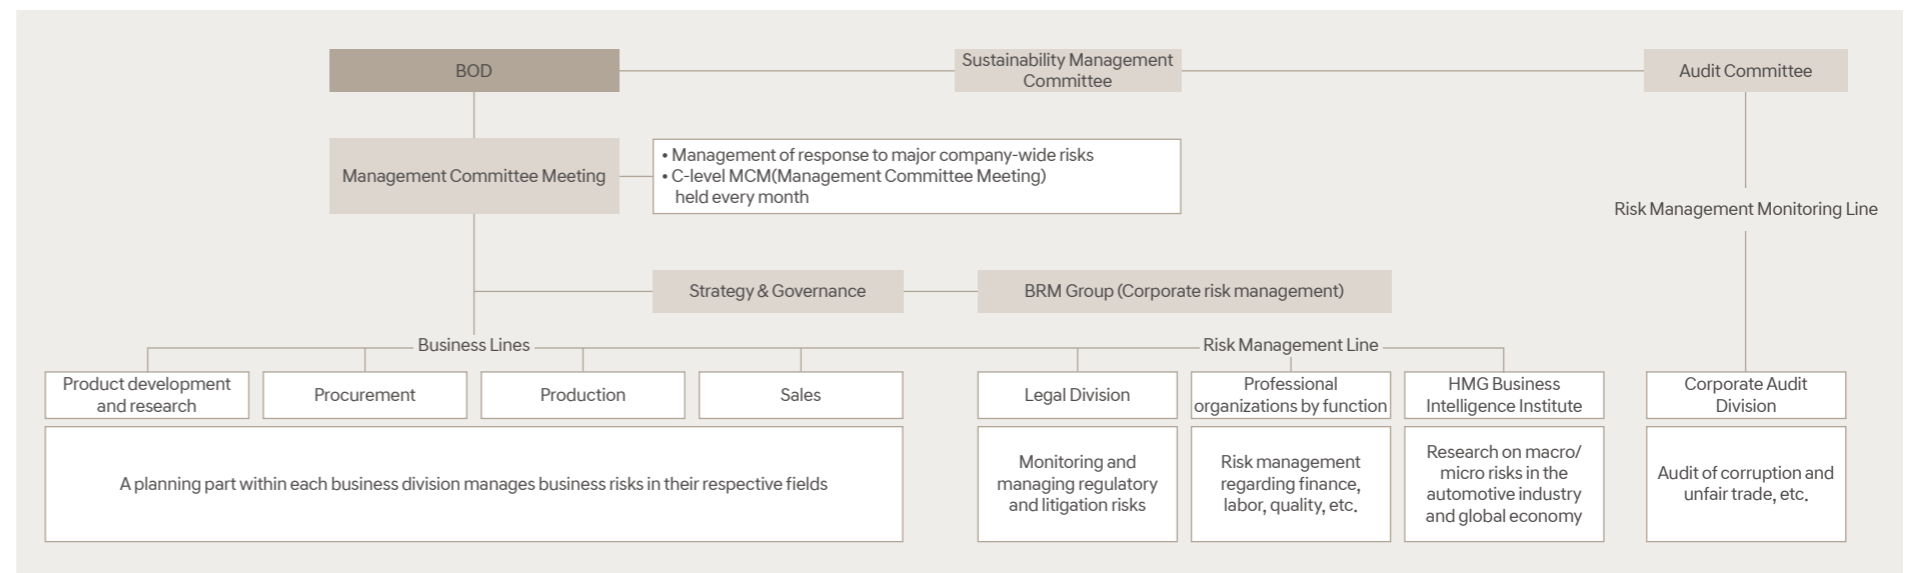 BOD
Sustainability Management
Committee
Audit Committee
Management Committee Meeting
• Management of response to major company-wide risks
• C-level MCM(Management Committee Meeting)
held every month
Risk Management Monitoring Line
Strategy & Governance
BRM Group (Corporate risk management)
Business Lines
Risk Management Line
Product development
and research
Procurement
Production
Sales
Legal Division
Professional
organizations by function
HMG Business
Intelligence Institute
Corporate Audit
Division
A planning part within each business division manages business risks in their respective fields
Monitoring and
managing regulatory
and litigation risks
Risk management
regarding finance,
labor, quality, etc.
Research on macro/
micro risks in the
automotive industry
and global economy
Audit of corruption and
unfair trade, etc.